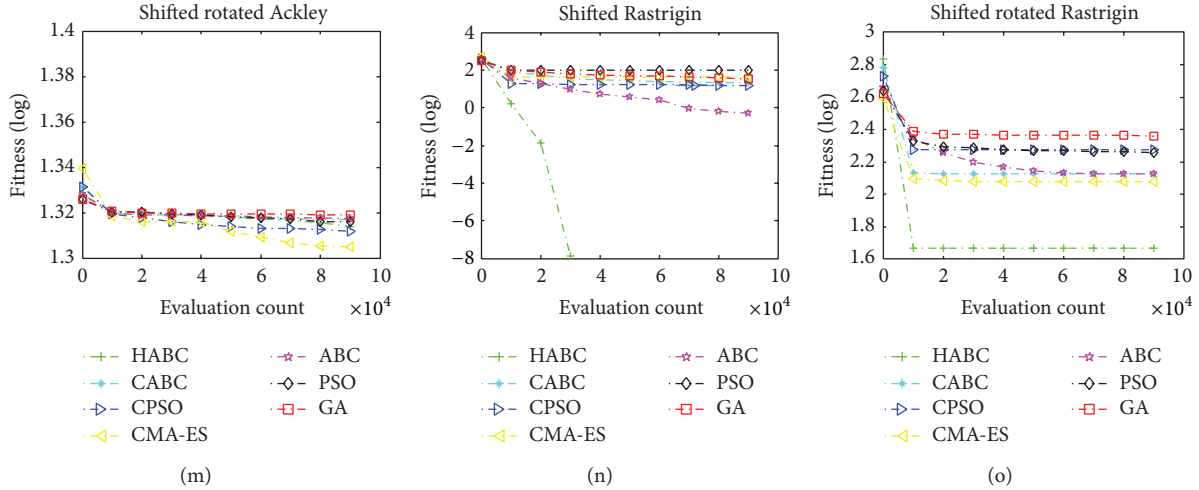 Shifted rotated Ackley
1.4
1.38
1.36
1.34
1.32
1.3
Fitness (log)
0 2 4 6 8 10
Evaluation count
×10^4
HABC
CABC
CPSO
CMA-ES
ABC
PSO
GA
(m)
Shifted Rastrigin
4
2
0
−2
−4
−6
−8
Fitness (log)
0 2 4 6 8 10
Evaluation count
×10^4
HABC
CABC
CPSO
CMA-ES
ABC
PSO
GA
(n)
Shifted rotated Rastrigin
3
2.8
2.6
2.4
2.2
2
1.8
1.6
Fitness (log)
0 2 4 6 8 10
Evaluation count
×10^4
HABC
CABC
CPSO
CMA-ES
ABC
PSO
GA
(o)